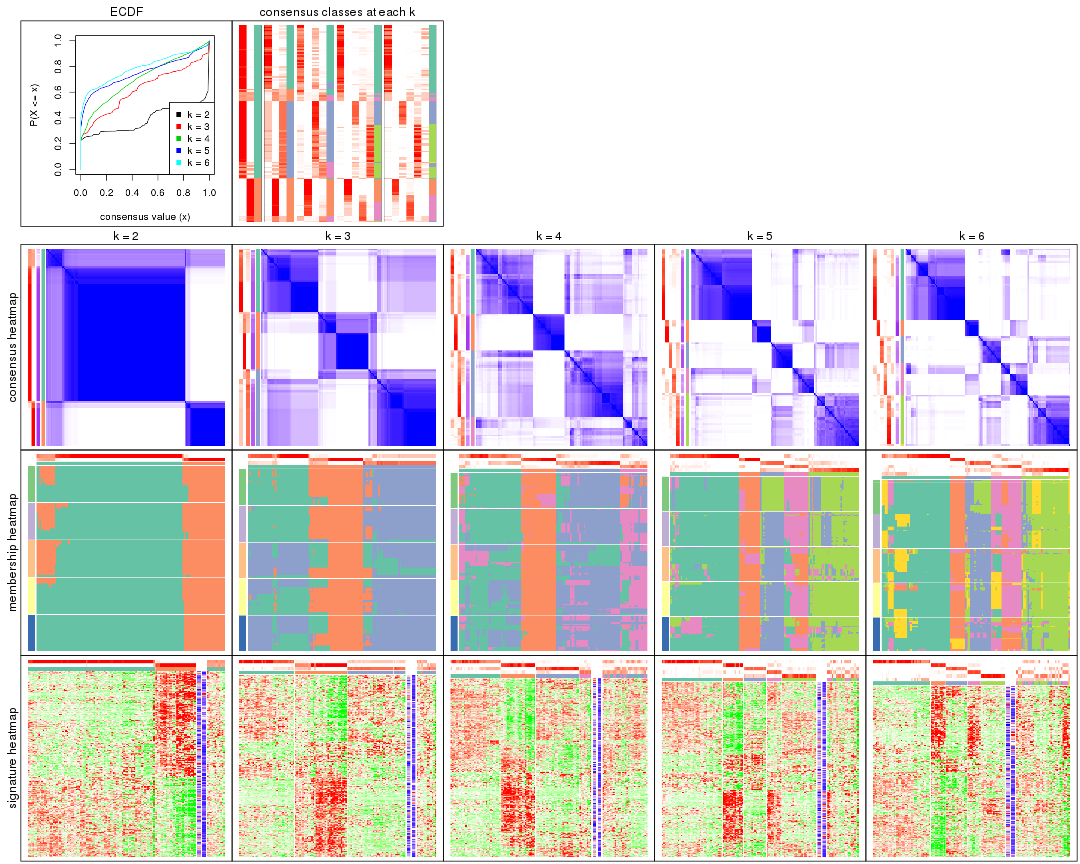 ECDF
consensus classes at each k
P(X <= x)
0.0 0.2 0.4 0.6 0.8 1.0
k = 2
k = 3
k = 4
k = 5
k = 6
0.0 0.2 0.4 0.6 0.8 1.0
consensus value (x)
k = 2 k = 3 k = 4 k = 5 k = 6
consensus heatmap
membership heatmap
signature heatmap